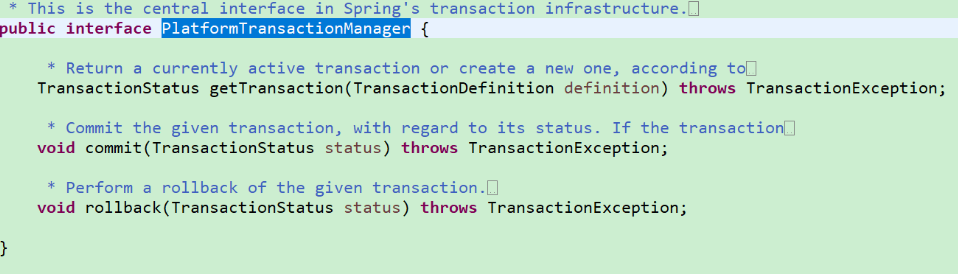 * This is the central interface in Spring's transaction infrastructure.
public interface PlatformTransactionManager {
* Return a currently active transaction or create a new one, according to
TransactionStatus getTransaction(TransactionDefinition definition) throws TransactionException;
* Commit the given transaction, with regard to its status. If the transaction
void commit(TransactionStatus status) throws TransactionException;
* Perform a rollback of the given transaction.
void rollback(TransactionStatus status) throws TransactionException;
}